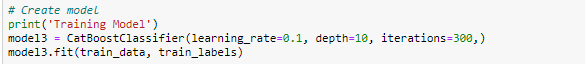 # Create model
print('Training Model')
model3 = CatBoostClassifier(learning_rate=0.1, depth=10, iterations=300,)
model3.fit(train_data, train_labels)